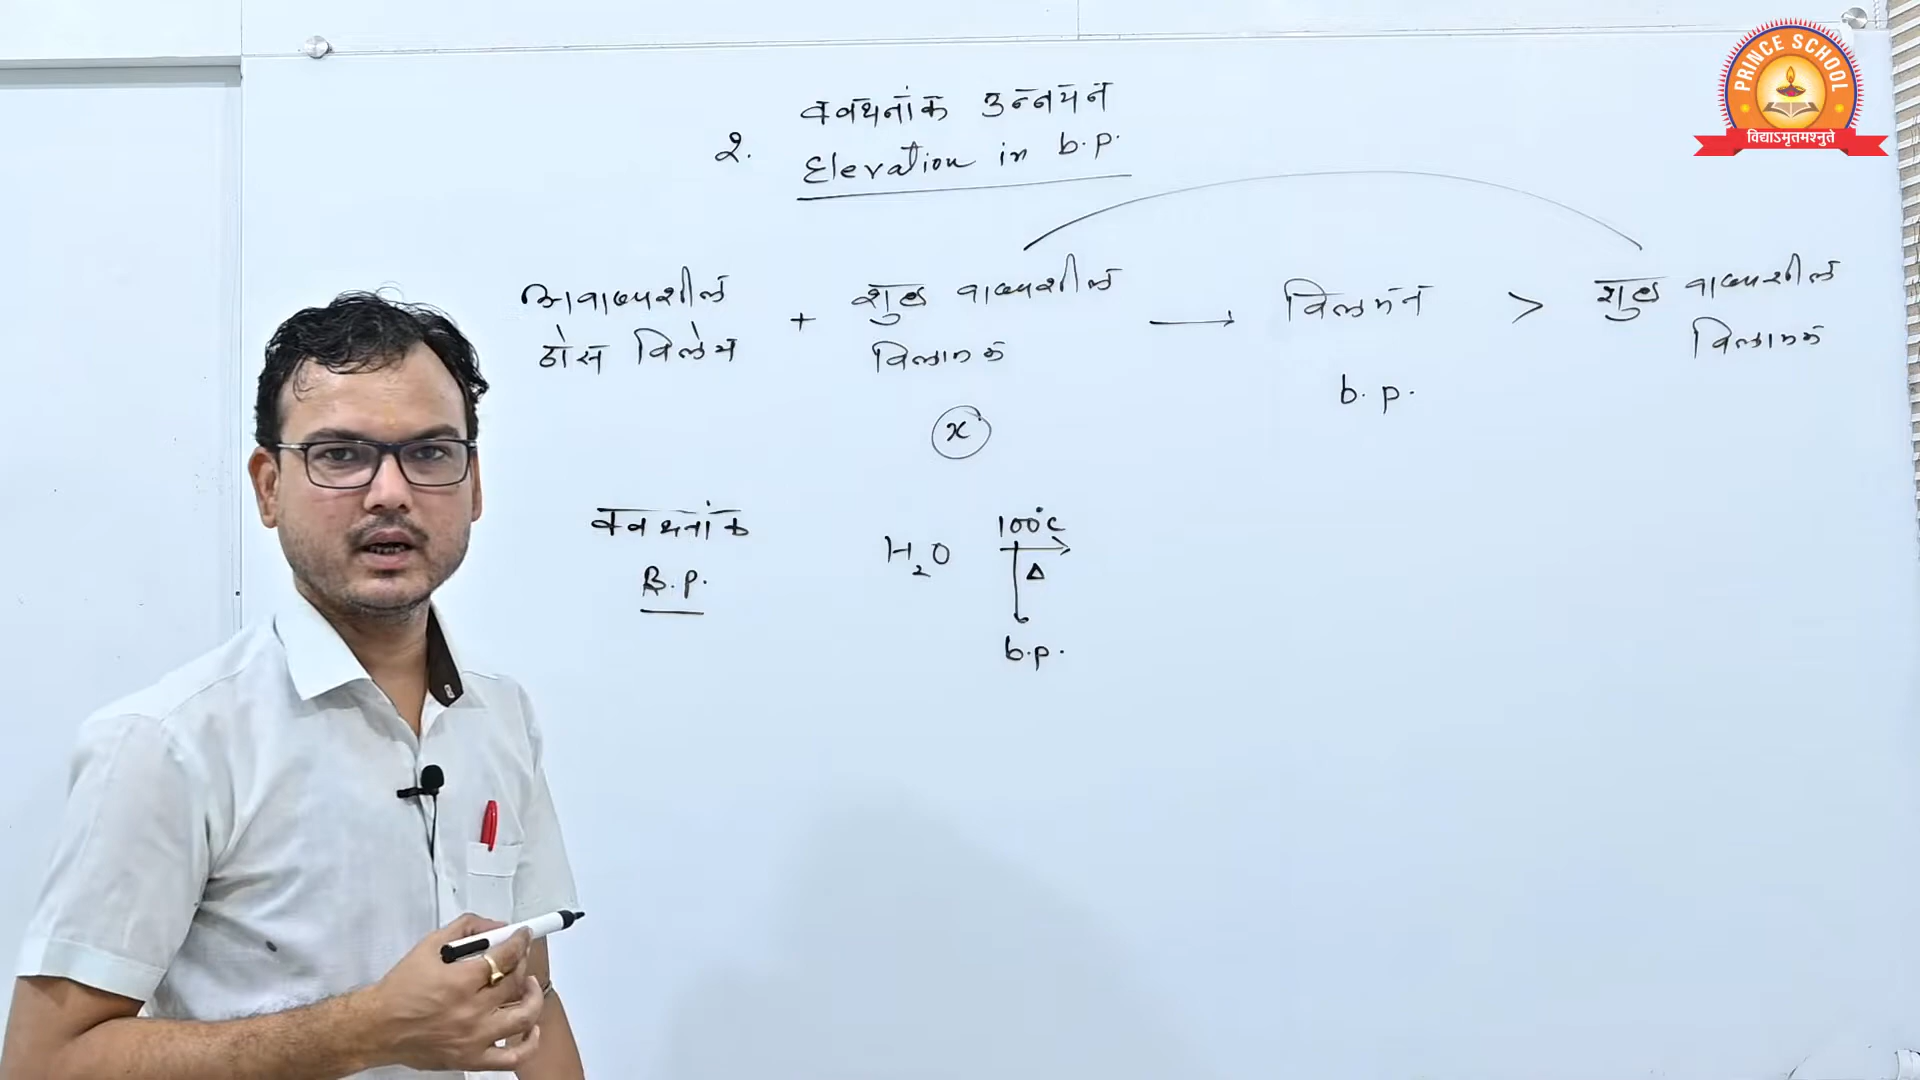 PRINCE SCHOOL
विद्याऽमृतमश्नुते
क्वथनांक उन्नयन
2. Elevation in b.p.
अवाष्पशील + शुद्ध वाष्पशील → विलयन > शुद्ध वाष्पशील
ठोस विलेय विलायक विलायक
b.p.
x
क्वथनांक
B.P.
H₂O 100°C
Δ
b.p.